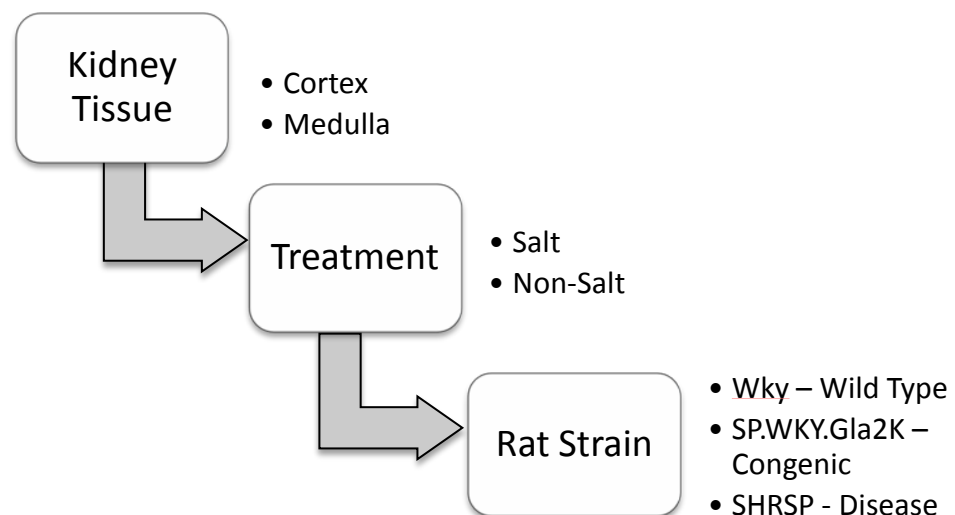 Kidney
Tissue
• Cortex
• Medulla
Treatment
• Salt
• Non-Salt
Rat Strain
• Wky – Wild Type
• SP.WKY.Gla2K –
Congenic
• SHRSP - Disease